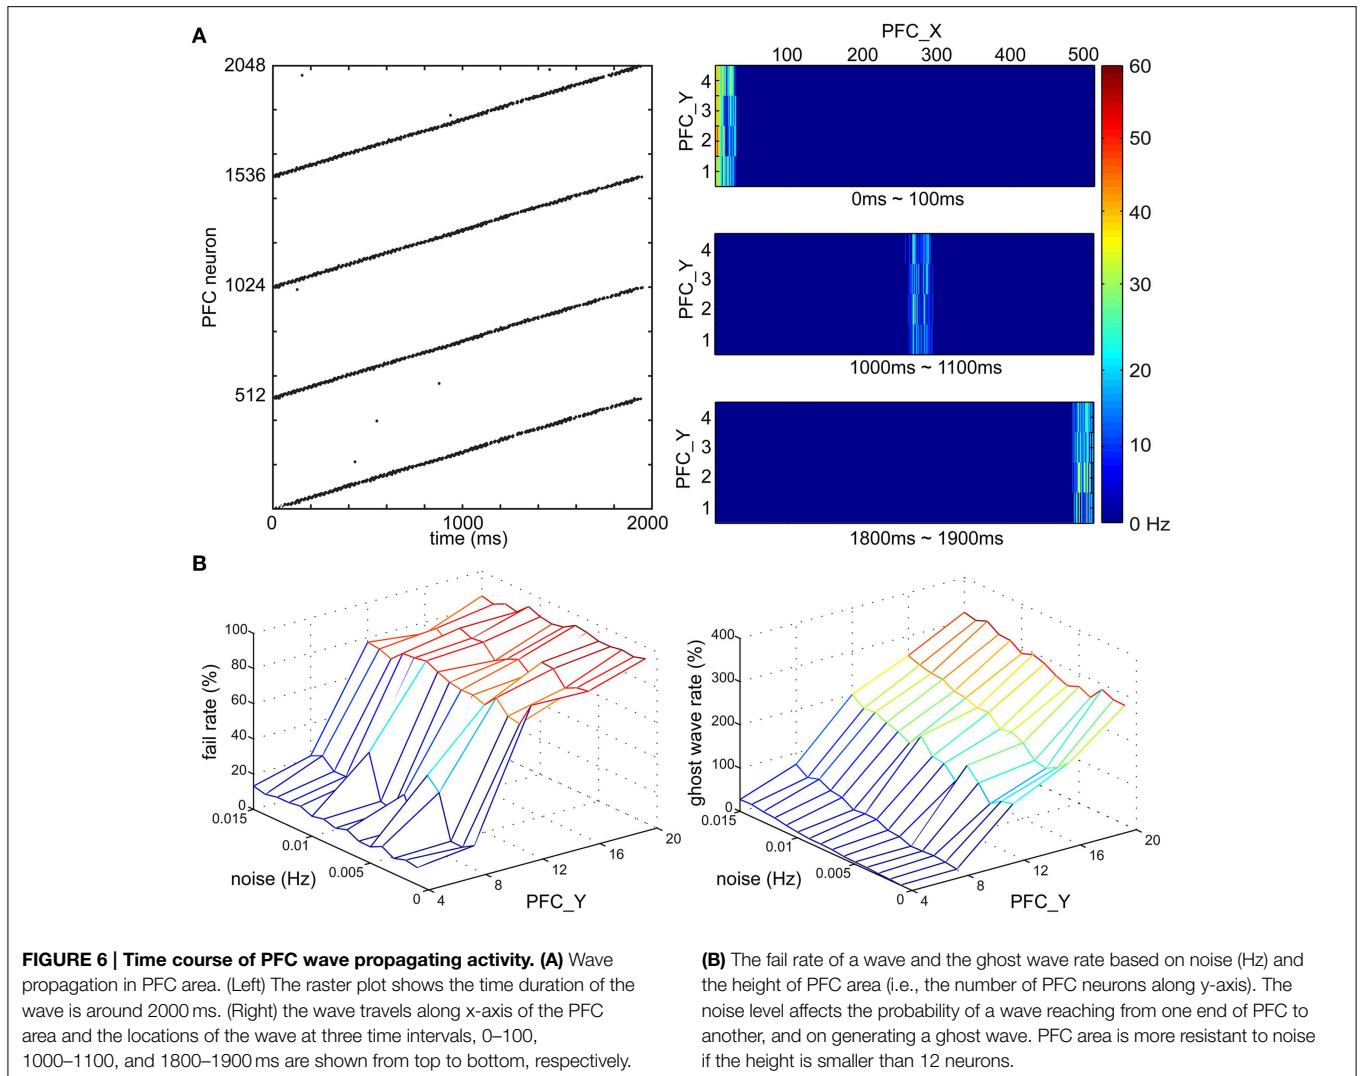 A
2048
1536
1024
512
PFC neuron
0
1000
2000
time (ms)
PFC_X
100
200
300
400
500
4
3
2
1
PFC_Y
0ms ~ 100ms
4
3
2
1
PFC_Y
1000ms ~ 1100ms
4
3
2
1
PFC_Y
1800ms ~ 1900ms
60
50
40
30
20
10
0 Hz
B
100
80
60
40
20
0
fail rate (%)
0.015
0.01
0.005
0
noise (Hz)
4
8
12
16
20
PFC_Y
400
300
200
100
0
ghost wave rate (%)
0.015
0.01
0.005
0
noise (Hz)
4
8
12
16
20
PFC_Y
FIGURE 6 | Time course of PFC wave propagating activity. (A) Wave
propagation in PFC area. (Left) The raster plot shows the time duration of the
wave is around 2000 ms. (Right) the wave travels along x-axis of the PFC
area and the locations of the wave at three time intervals, 0–100,
1000–1100, and 1800–1900 ms are shown from top to bottom, respectively.
(B) The fail rate of a wave and the ghost wave rate based on noise (Hz) and
the height of PFC area (i.e., the number of PFC neurons along y-axis). The
noise level affects the probability of a wave reaching from one end of PFC to
another, and on generating a ghost wave. PFC area is more resistant to noise
if the height is smaller than 12 neurons.